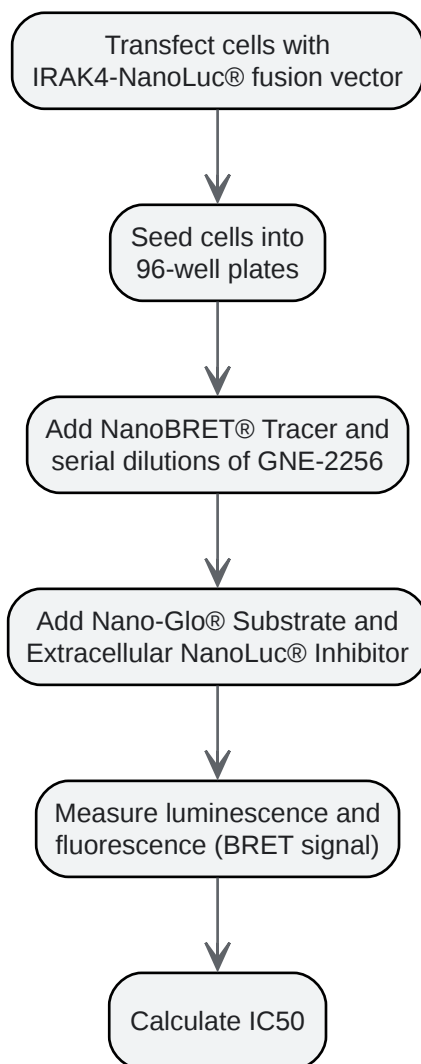 Transfect cells with
IRAK4-NanoLuc® fusion vector
Seed cells into
96-well plates
Add NanoBRET® Tracer and
serial dilutions of GNE-2256
Add Nano-Glo® Substrate and
Extracellular NanoLuc® Inhibitor
Measure luminescence and
fluorescence (BRET signal)
Calculate IC50